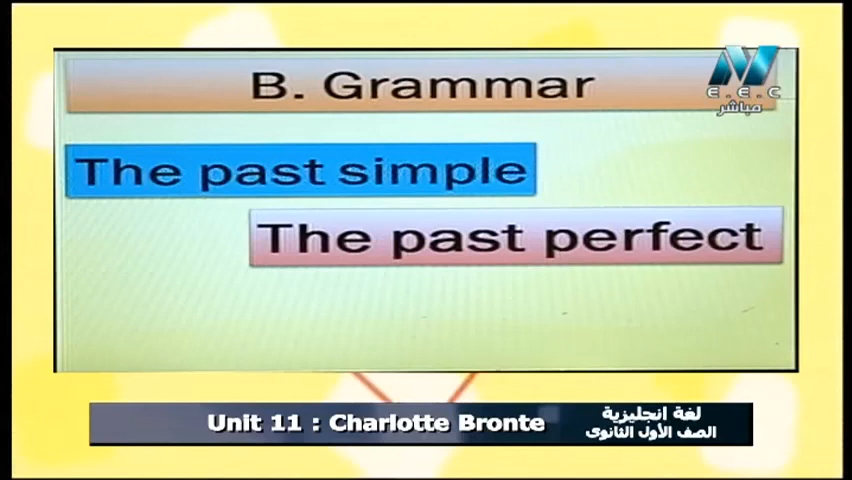 B. Grammar
E.E.C
مباشر
The past simple
The past perfect
Unit 11 : Charlotte Bronte
لغة انجليزية
الصف الأول الثانوى